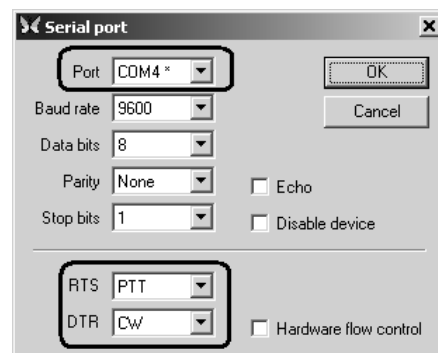 Serial port
Port COM4 * OK
Baud rate 9600 Cancel
Data bits 8
Parity None Echo
Stop bits 1 Disable device
RTS PTT
DTR CW Hardware flow control